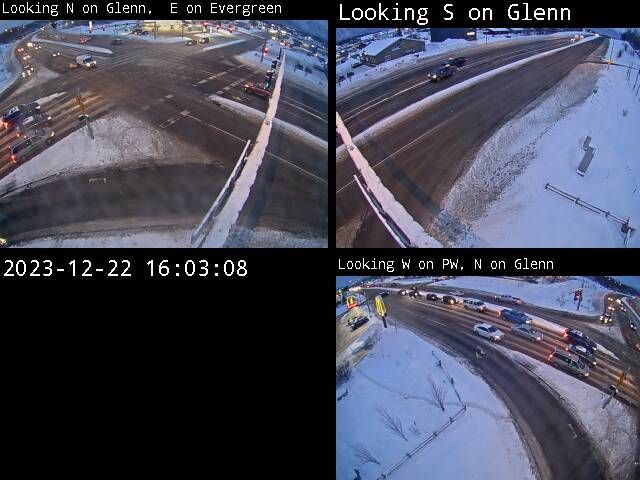 Looking N on Glenn,  E on Evergreen
Looking S on Glenn
2023-12-22 16:03:08
Looking W on PW, N on Glenn